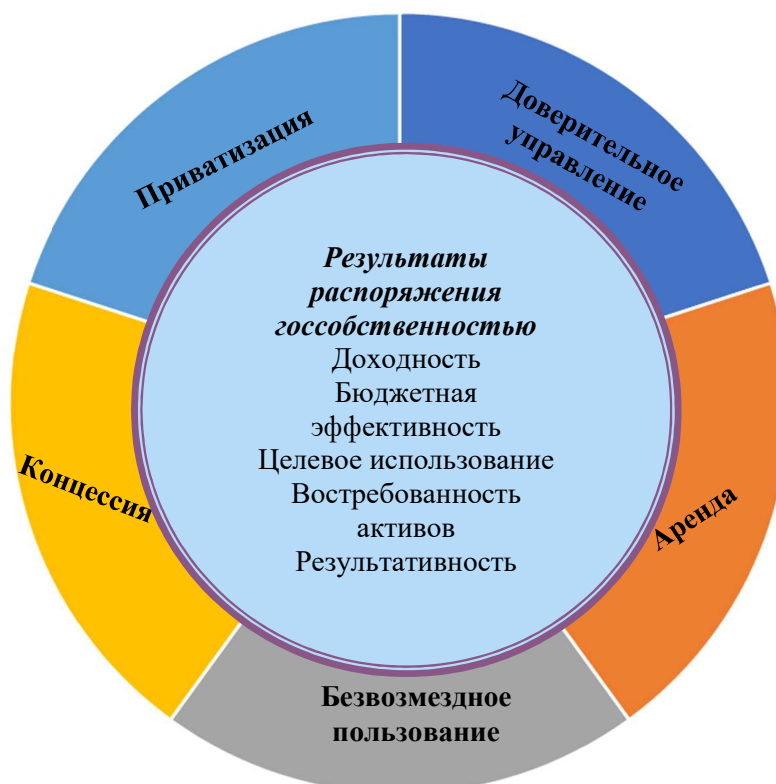 Приватизация
Доверительное
управление
Результаты
распоряжения
госсобственностью
Доходность
Бюджетная
эффективность
Целевое использование
Востребованность
активов
Результативность
Концессия
Аренда
Безвозмездное
пользование